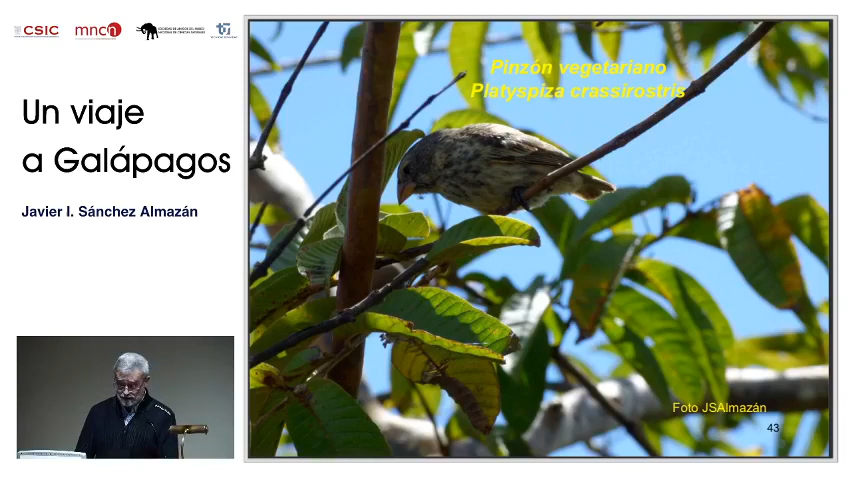 CSIC
mncn
Un viaje
a Galápagos
Javier I. Sánchez Almazán
Pinzón vegetariano
Platyspiza crassirostris
Foto JSAlmazán
43